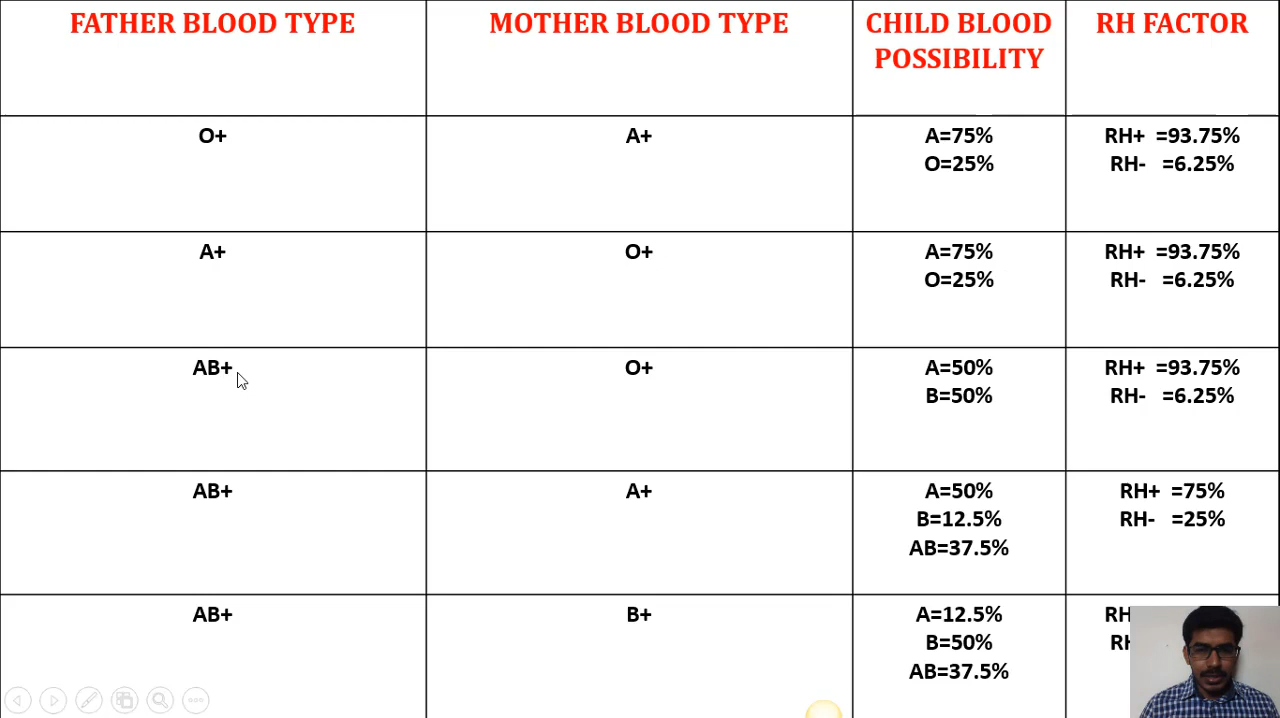 FATHER BLOOD TYPE
MOTHER BLOOD TYPE
CHILD BLOOD
POSSIBILITY
RH FACTOR
O+
A+
A=75%
O=25%
RH+ =93.75%
RH- =6.25%
A+
O+
A=75%
O=25%
RH+ =93.75%
RH- =6.25%
AB+
O+
A=50%
B=50%
RH+ =93.75%
RH- =6.25%
AB+
A+
A=50%
B=12.5%
AB=37.5%
RH+ =75%
RH- =25%
AB+
B+
A=12.5%
B=50%
AB=37.5%
RH